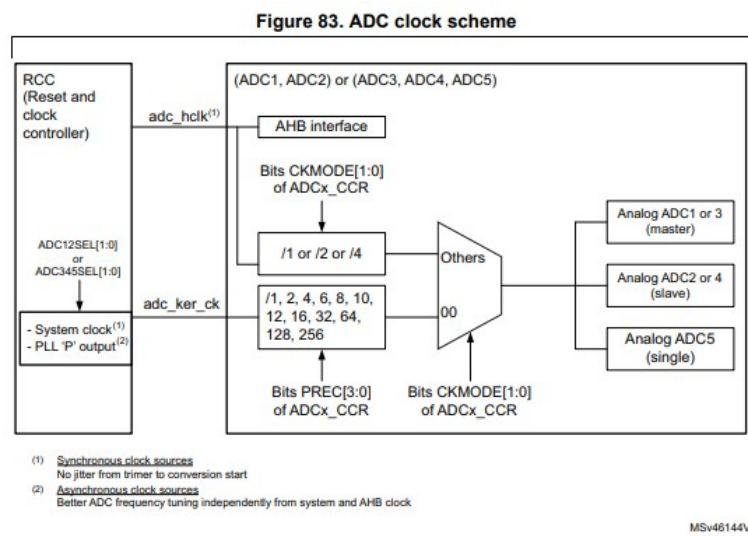 Figure 83. ADC clock scheme
RCC
(Reset and
clock
controller)
(ADC1, ADC2) or (ADC3, ADC4, ADC5)
adc_hclk(1)
AHB interface
Bits CKMODE[1:0]
of ADCx_CCR
/1 or /2 or /4
Others
Analog ADC1 or 3
(master)
ADC12SEL[1:0]
or
ADC345SEL[1:0]
adc_ker_ck
- System clock(1)
- PLL 'P' output(2)
/1, 2, 4, 6, 8, 10,
12, 16, 32, 64,
128, 256
00
Analog ADC2 or 4
(slave)
Analog ADC5
(single)
Bits PREC[3:0]
of ADCx_CCR
Bits CKMODE[1:0]
of ADCx_CCR
(1) Synchronous clock sources
No jitter from trimer to conversion start
(2) Asynchronous clock sources
Better ADC frequency tuning independently from system and AHB clock
MSv46144V